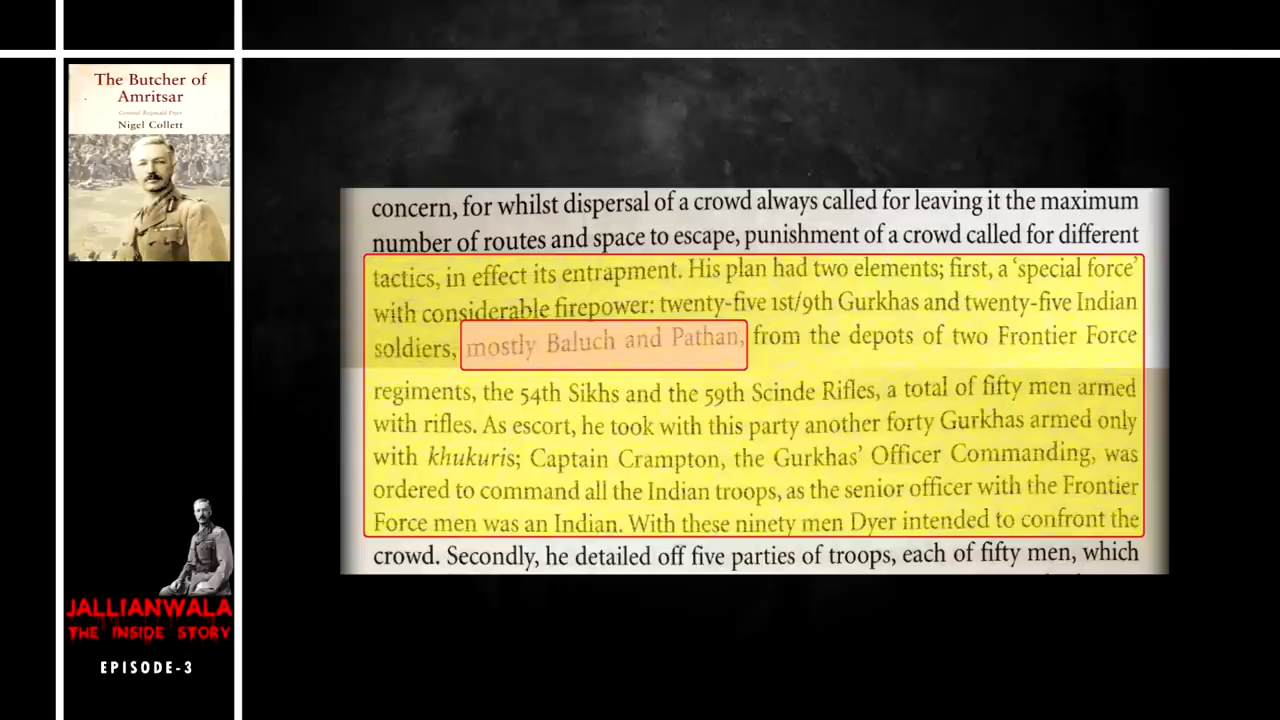 The Butcher of
Amritsar
General Reginald Dyer
Nigel Collett
concern, for whilst dispersal of a crowd always called for leaving it the maximum
number of routes and space to escape, punishment of a crowd called for different
tactics, in effect its entrapment. His plan had two elements; first, a ‘special force’
with considerable firepower: twenty-five 1st/9th Gurkhas and twenty-five Indian
soldiers, mostly Baluch and Pathan, from the depots of two Frontier Force
regiments, the 54th Sikhs and the 59th Scinde Rifles, a total of fifty men armed
with rifles. As escort, he took with this party another forty Gurkhas armed only
with khukuris; Captain Crampton, the Gurkhas’ Officer Commanding, was
ordered to command all the Indian troops, as the senior officer with the Frontier
Force men was an Indian. With these ninety men Dyer intended to confront the
crowd. Secondly, he detailed off five parties of troops, each of fifty men, which
JALLIANWALA
THE INSIDE STORY
EPISODE-3